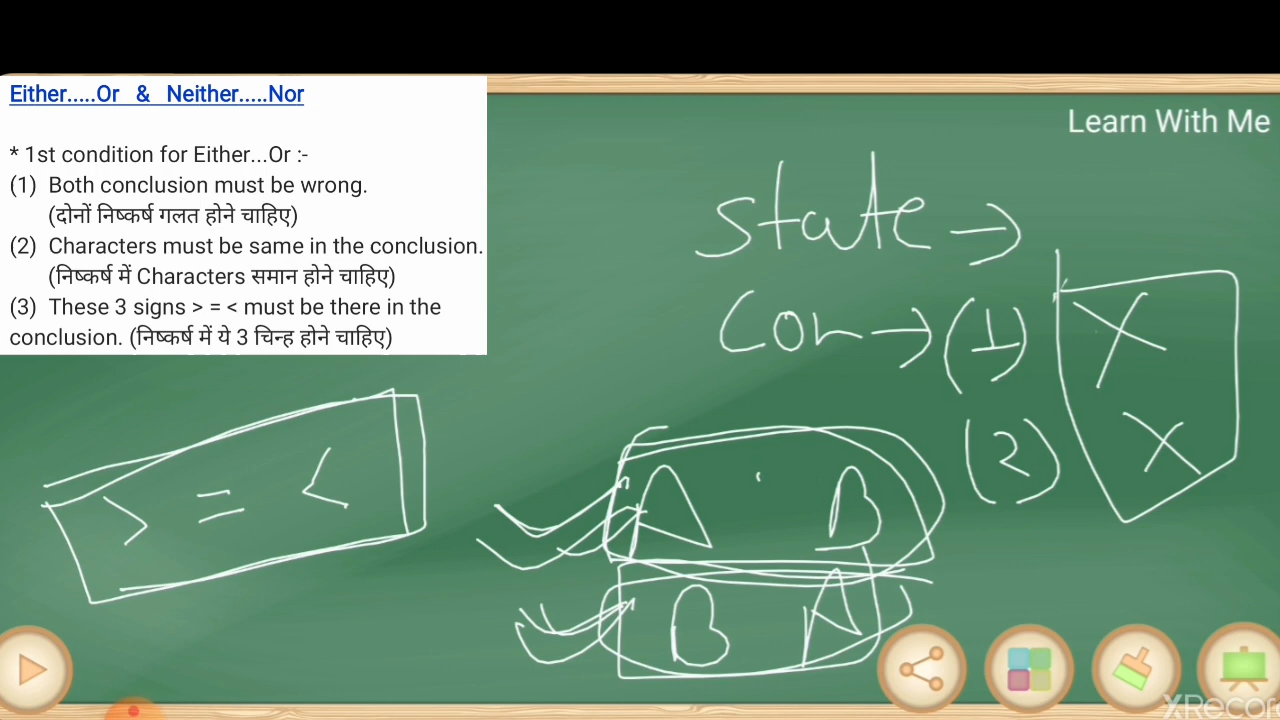 Either.....Or & Neither.....Nor
* 1st condition for Either...Or :-
(1) Both conclusion must be wrong.
(दोनों निष्कर्ष गलत होने चाहिए)
(2) Characters must be same in the conclusion.
(निष्कर्ष में Characters समान होने चाहिए)
(3) These 3 signs > = < must be there in the
conclusion. (निष्कर्ष में ये 3 चिन्ह होने चाहिए)
Learn With Me
State →
Con → (1) X
(2) X
> = <
A B
B A
XRecor